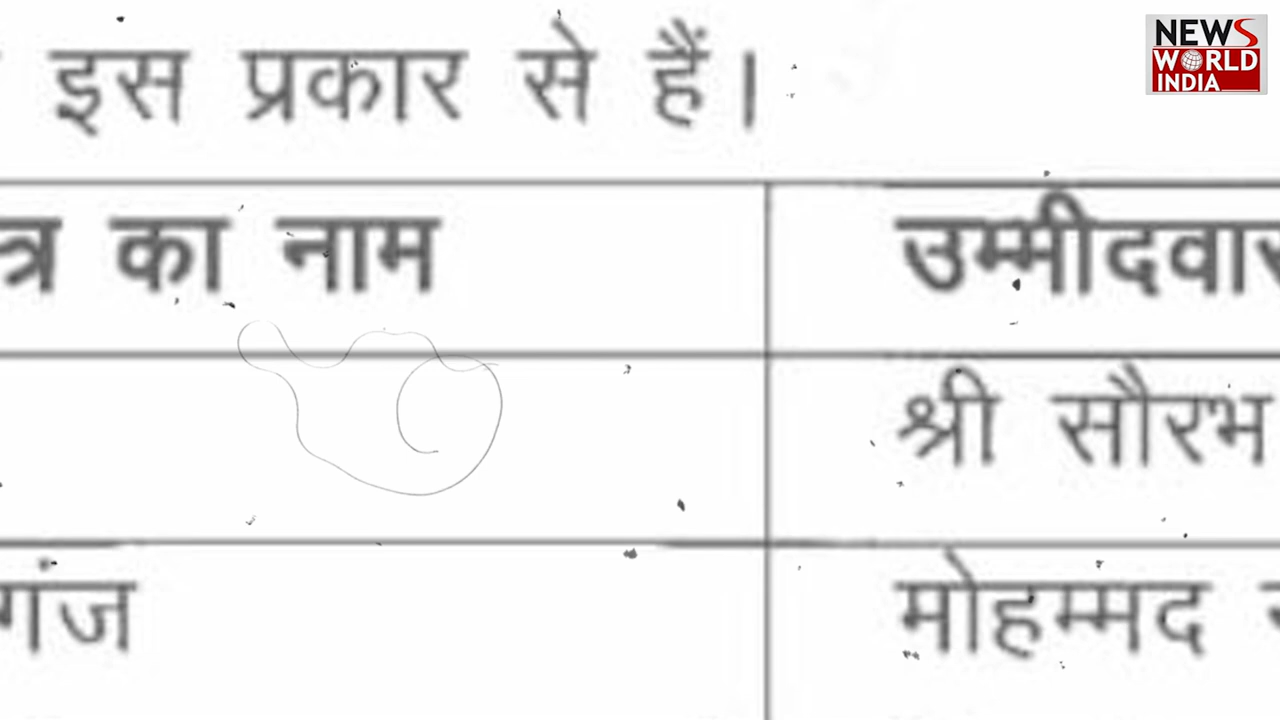 इस प्रकार से हैं।
NEWS
WORLD
INDIA
त्र का नाम
उम्मीदवार
श्री सौरभ
गंज
मोहम्मद